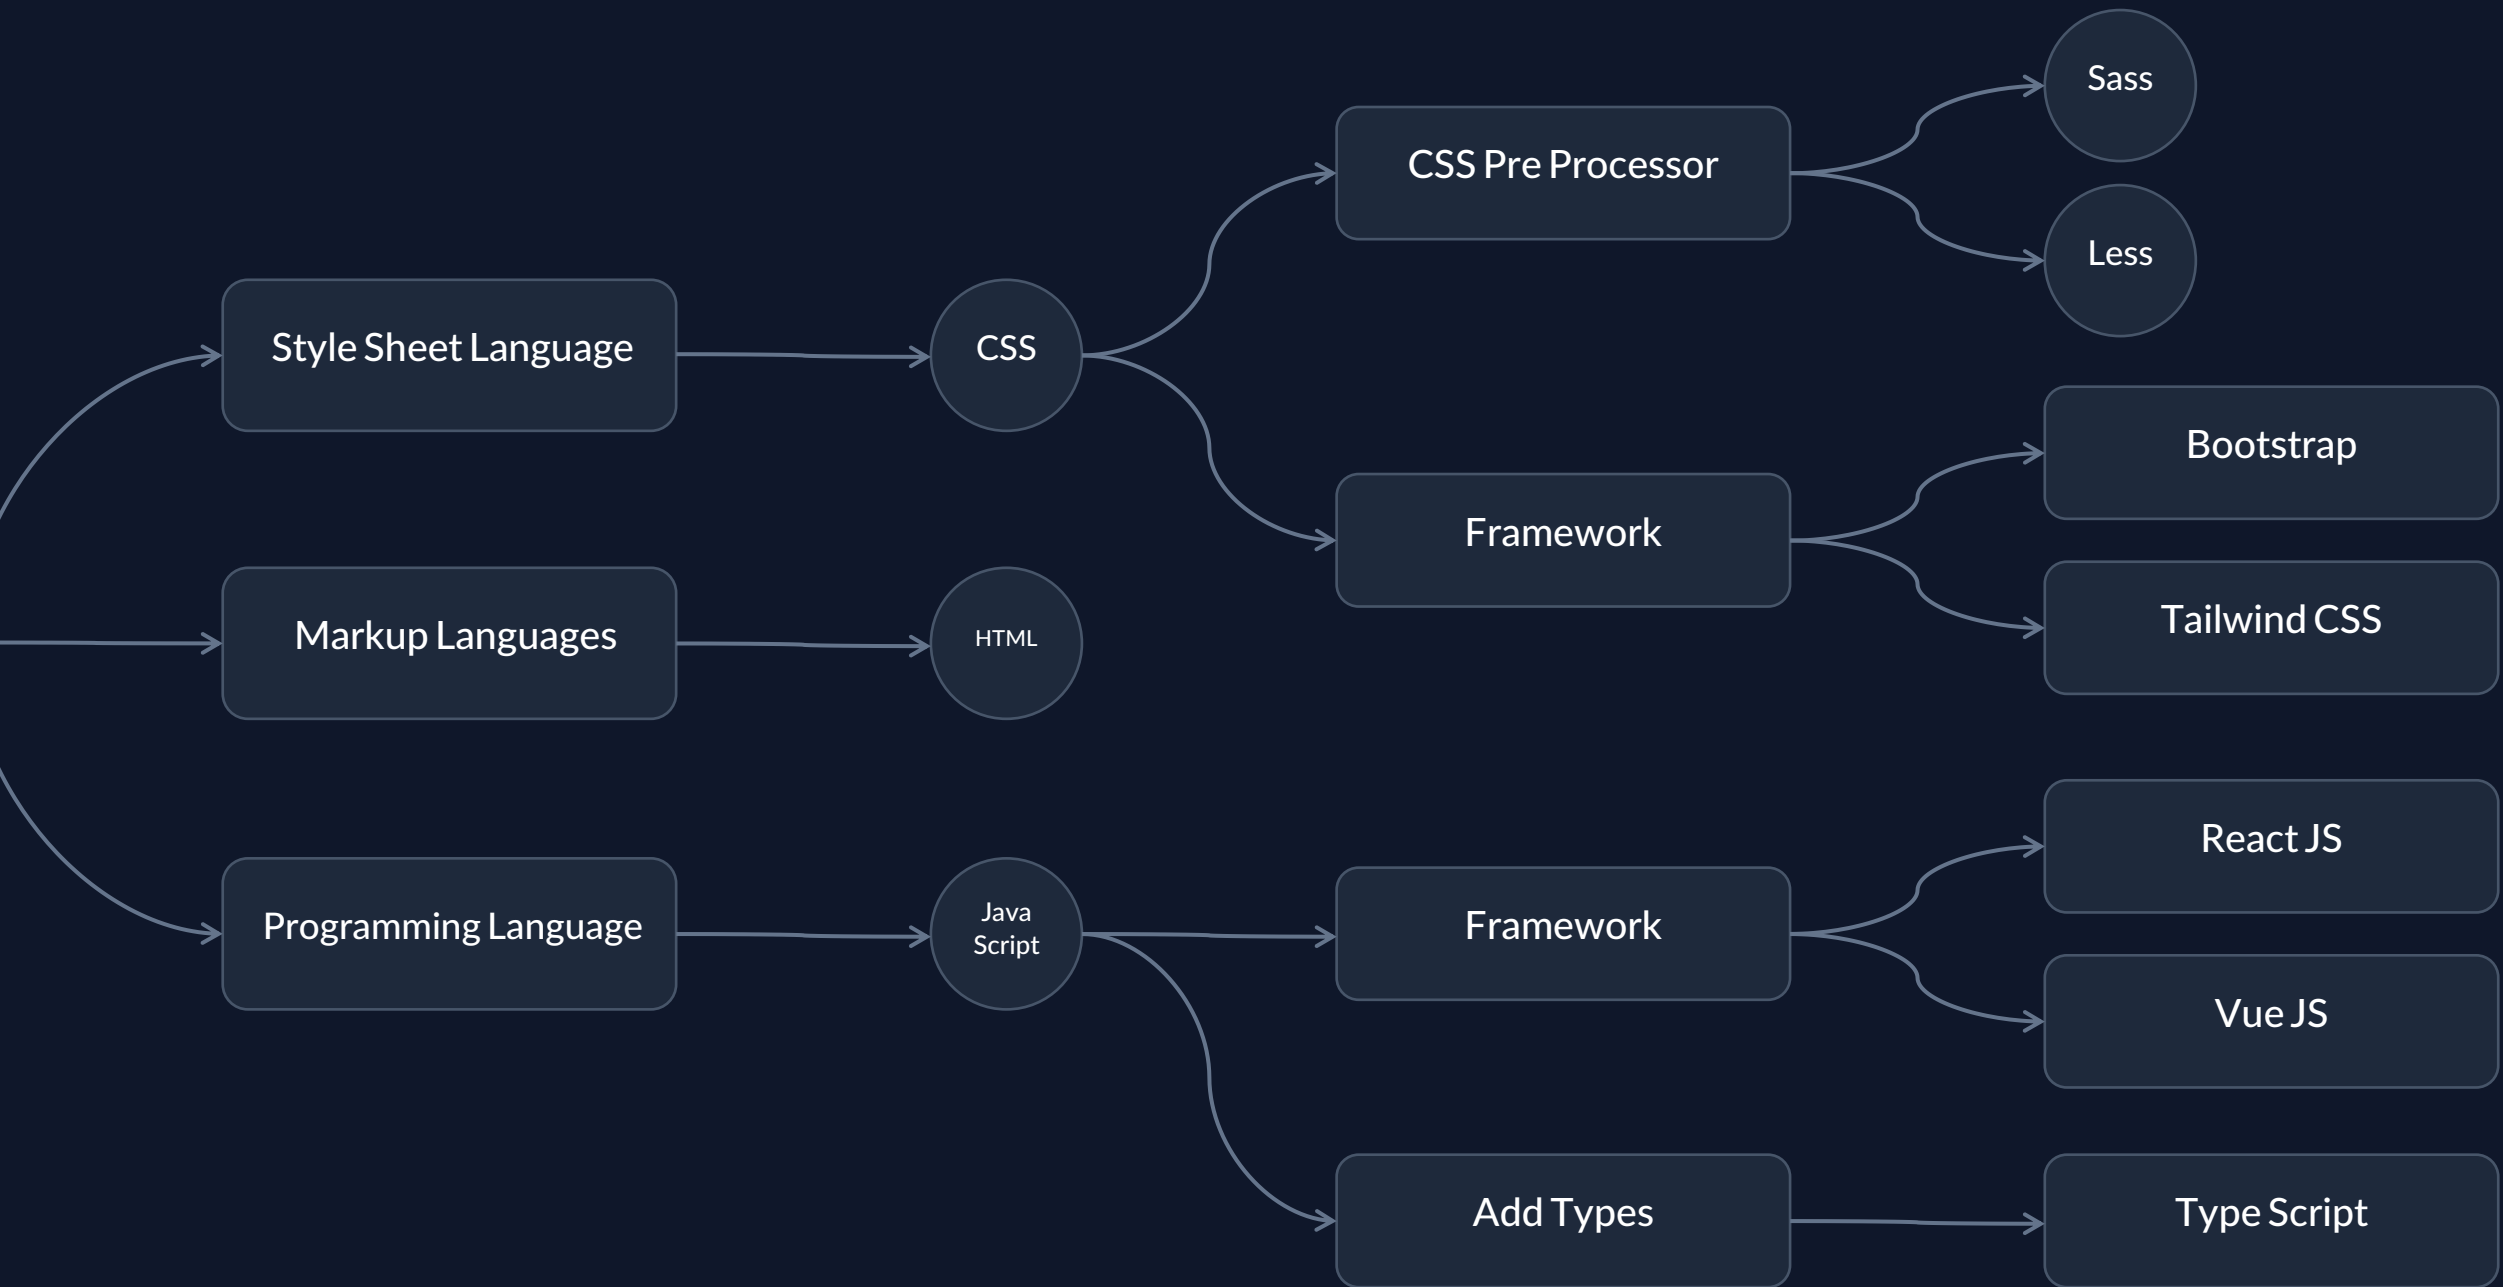 Sass
CSS Pre Processor
Less
Style Sheet Language
CSS
Bootstrap
Framework
Tailwind CSS
Markup Languages
HTML
React JS
Programming Language
Java
Script
Framework
Vue JS
Add Types
Type Script